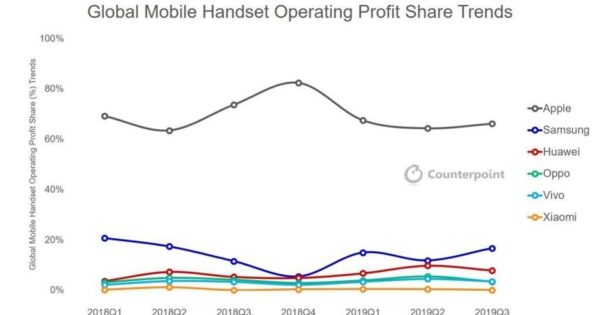 Global Mobile Handset Operating Profit Share Trends
Global Mobile Handset Operating Profit Share (%) Trends
100%
80%
60%
40%
20%
0%
2018Q1 2018Q2 2018Q3 2018Q4 2019Q1 2019Q2 2019Q3
Counterpoint
Apple
Samsung
Huawei
Oppo
Vivo
Xiaomi